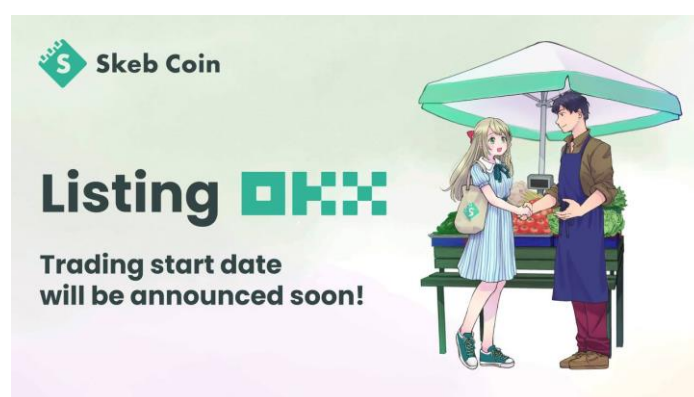 Skeb Coin
Listing OKX
Trading start date
will be announced soon!